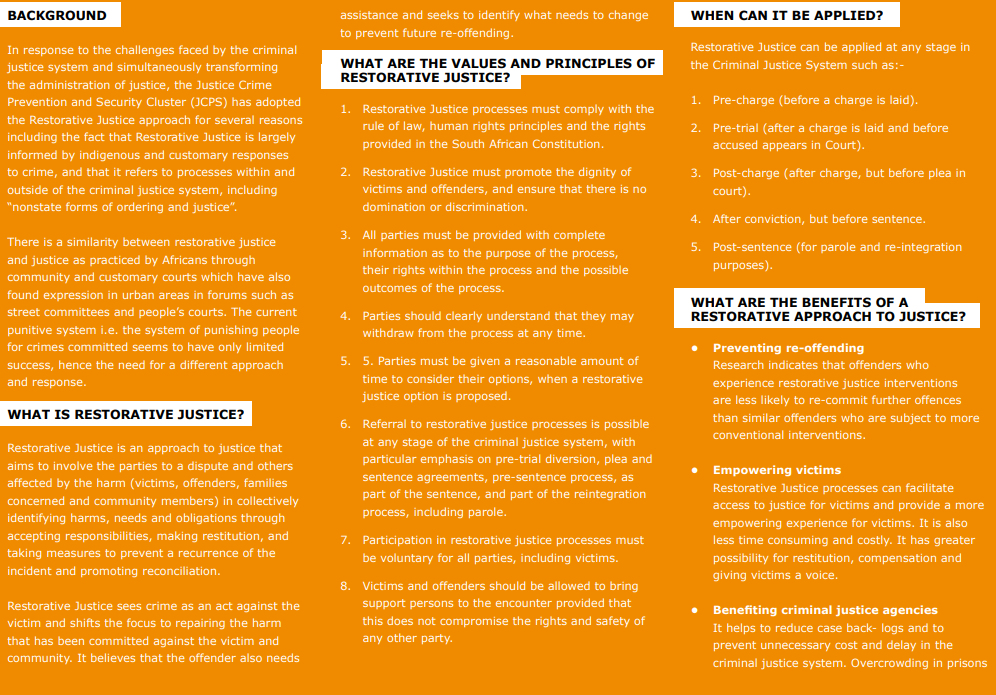 BACKGROUND
In response to the challenges faced by the criminal
justice system and simultaneously transforming
the administration of justice, the Justice Crime
Prevention and Security Cluster (JCPS) has adopted
the Restorative Justice approach for several reasons
including the fact that Restorative Justice is largely
informed by indigenous and customary responses
to crime, and that it refers to processes within and
outside of the criminal justice system, including
“nonstate forms of ordering and justice”.
There is a similarity between restorative justice
and justice as practiced by Africans through
community and customary courts which have also
found expression in urban areas in forums such as
street committees and people’s courts. The current
punitive system i.e. the system of punishing people
for crimes committed seems to have only limited
success, hence the need for a different approach
and response.
WHAT IS RESTORATIVE JUSTICE?
Restorative Justice is an approach to justice that
aims to involve the parties to a dispute and others
affected by the harm (victims, offenders, families
concerned and community members) in collectively
identifying harms, needs and obligations through
accepting responsibilities, making restitution, and
taking measures to prevent a recurrence of the
incident and promoting reconciliation.
Restorative Justice sees crime as an act against the
victim and shifts the focus to repairing the harm
that has been committed against the victim and
community. It believes that the offender also needs
assistance and seeks to identify what needs to change
to prevent future re-offending.
WHAT ARE THE VALUES AND PRINCIPLES OF
RESTORATIVE JUSTICE?
1. Restorative Justice processes must comply with the
rule of law, human rights principles and the rights
provided in the South African Constitution.
2. Restorative Justice must promote the dignity of
victims and offenders, and ensure that there is no
domination or discrimination.
3. All parties must be provided with complete
information as to the purpose of the process,
their rights within the process and the possible
outcomes of the process.
4. Parties should clearly understand that they may
withdraw from the process at any time.
5. 5. Parties must be given a reasonable amount of
time to consider their options, when a restorative
justice option is proposed.
6. Referral to restorative justice processes is possible
at any stage of the criminal justice system, with
particular emphasis on pre-trial diversion, plea and
sentence agreements, pre-sentence process, as
part of the sentence, and part of the reintegration
process, including parole.
7. Participation in restorative justice processes must
be voluntary for all parties, including victims.
8. Victims and offenders should be allowed to bring
support persons to the encounter provided that
this does not compromise the rights and safety of
any other party.
WHEN CAN IT BE APPLIED?
Restorative Justice can be applied at any stage in
the Criminal Justice System such as:-
1. Pre-charge (before a charge is laid).
2. Pre-trial (after a charge is laid and before
accused appears in Court).
3. Post-charge (after charge, but before plea in
court).
4. After conviction, but before sentence.
5. Post-sentence (for parole and re-integration
purposes).
WHAT ARE THE BENEFITS OF A
RESTORATIVE APPROACH TO JUSTICE?
● Preventing re-offending
Research indicates that offenders who
experience restorative justice interventions
are less likely to re-commit further offences
than similar offenders who are subject to more
conventional interventions.
● Empowering victims
Restorative Justice processes can facilitate
access to justice for victims and provide a more
empowering experience for victims. It is also
less time consuming and costly. It has greater
possibility for restitution, compensation and
giving victims a voice.
● Benefiting criminal justice agencies
It helps to reduce case back- logs and to
prevent unnecessary cost and delay in the
criminal justice system. Overcrowding in prisons